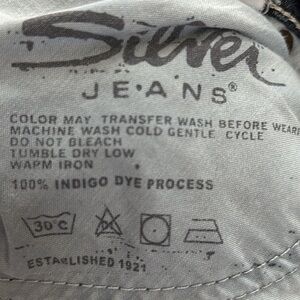 Silver
JEANS®
COLOR MAY TRANSFER WASH BEFORE WEAR
MACHINE WASH COLD GENTLE CYCLE
DO NOT BLEACH
TUMBLE DRY LOW
WARM IRON
100% INDIGO DYE PROCESS
30°C
ESTABLISHED 1921